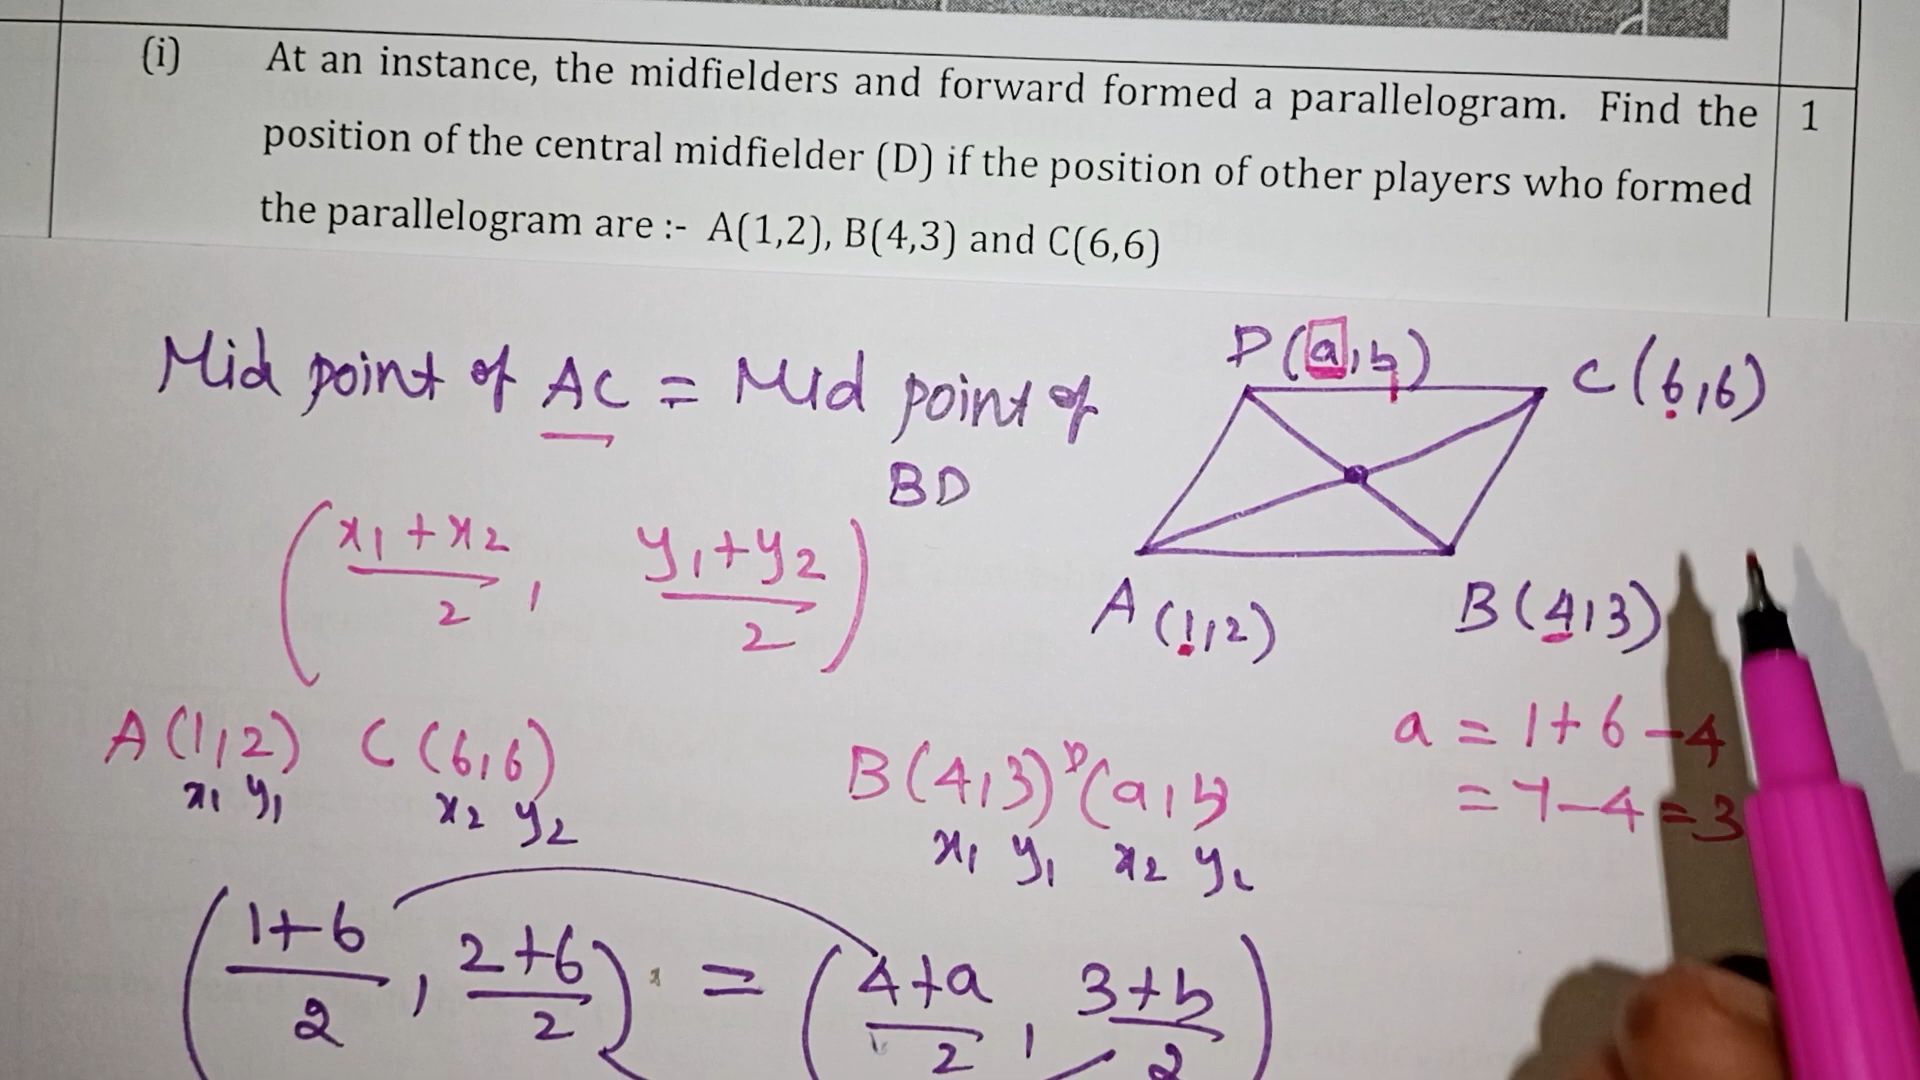 (i) At an instance, the midfielders and forward formed a parallelogram. Find the 1
position of the central midfielder (D) if the position of other players who formed
the parallelogram are :- A(1,2), B(4,3) and C(6,6)
Mid point of AC = Mid point of
BD
D(a,b) C(6,6)
A(1,2) B(4,3)
(x1+x2/2, y1+y2/2)
A(1,2) C(6,6)
x1 y1 x2 y2
B(4,3) D(a,b
x1 y1 x2 y2
a = 1+6-4
= 7-4=3
(1+6/2, 2+6/2) = (4+a/2, 3+b/2)